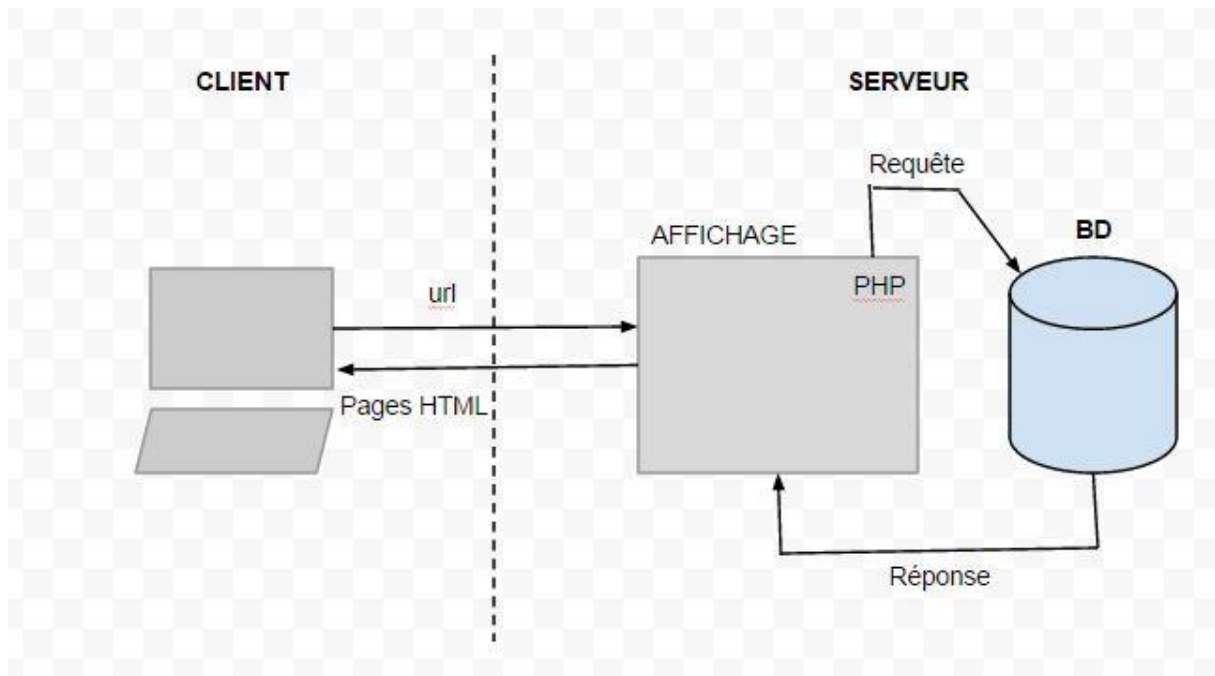 CLIENT
SERVEUR
Requête
AFFICHAGE
BD
PHP
url
Pages HTML
Réponse